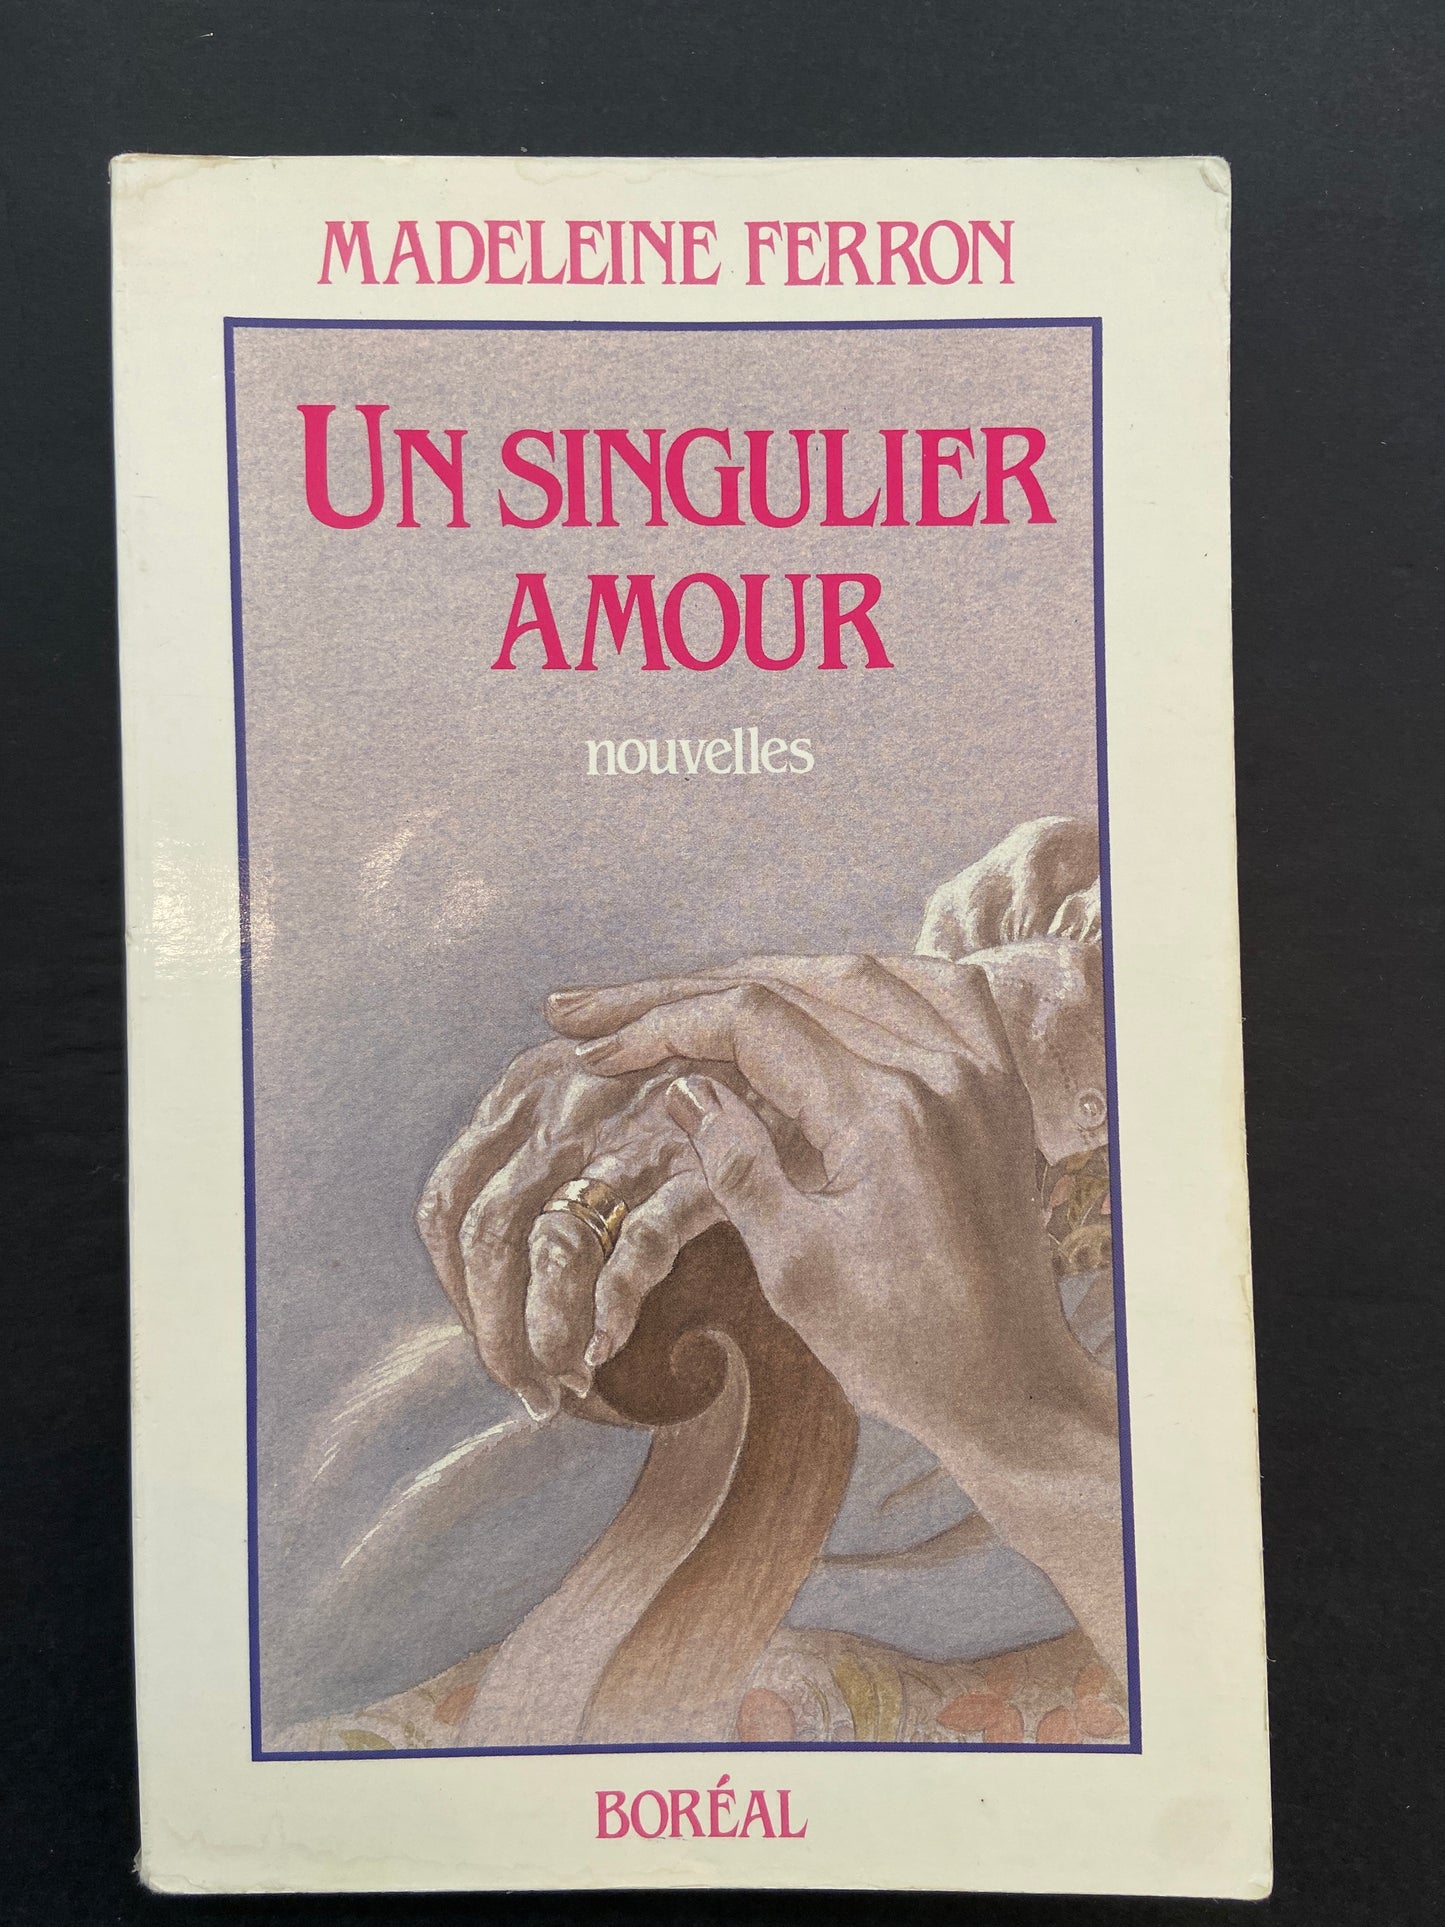 MADELEINE FERRON
UN SINGULIER
AMOUR
nouvelles
BORÉAL